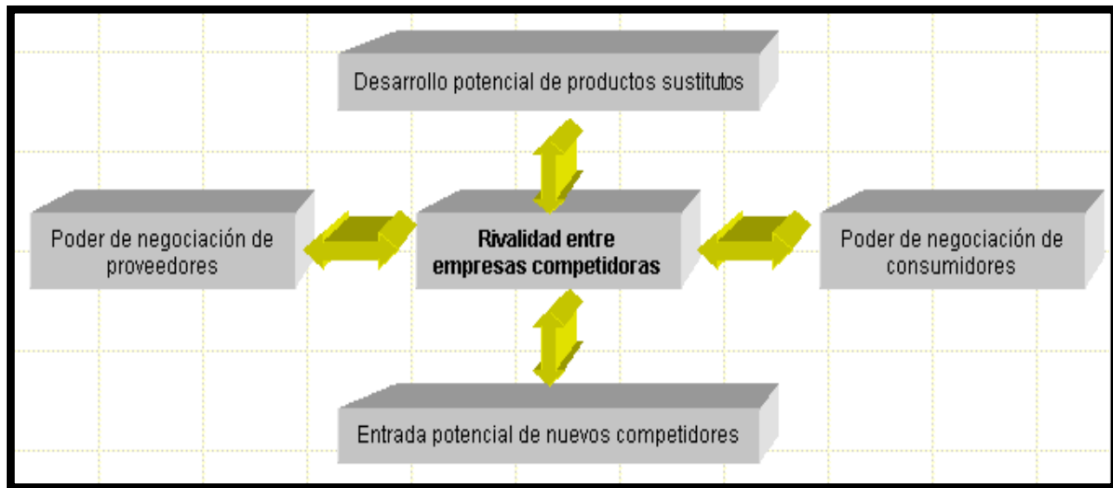 Desarrollo potencial de productos sustitutos
Poder de negociación de
proveedores
Rivalidad entre
empresas competidoras
Poder de negociación de
consumidores
Entrada potencial de nuevos competidores